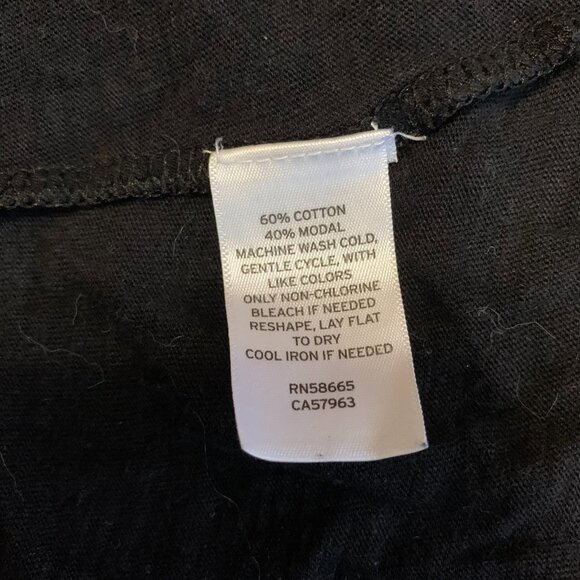 60% COTTON
40% MODAL
MACHINE WASH COLD,
GENTLE CYCLE, WITH
LIKE COLORS
ONLY NON-CHLORINE
BLEACH IF NEEDED
RESHAPE, LAY FLAT
TO DRY
COOL IRON IF NEEDED
RN58665
CA57963